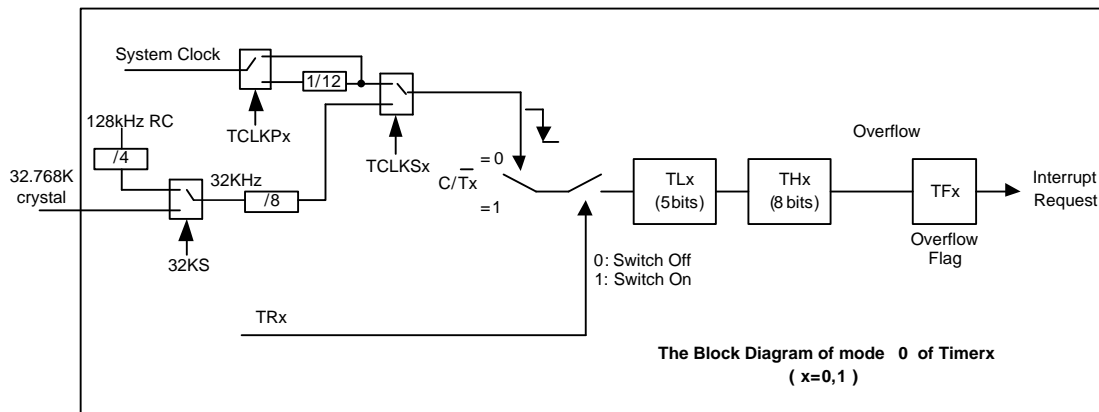 System Clock
1/12
TCLKPx
128kHz RC
/4
TCLKSx
Overflow
32.768K
crystal
32KHz
/8
32KS
= 0
C/T̅x
= 1
TLx
(5bits)
THx
(8 bits)
TFx
Interrupt
Request
Overflow
Flag
0: Switch Off
1: Switch On
TRx
The Block Diagram of mode 0 of Timerx
( x=0,1 )